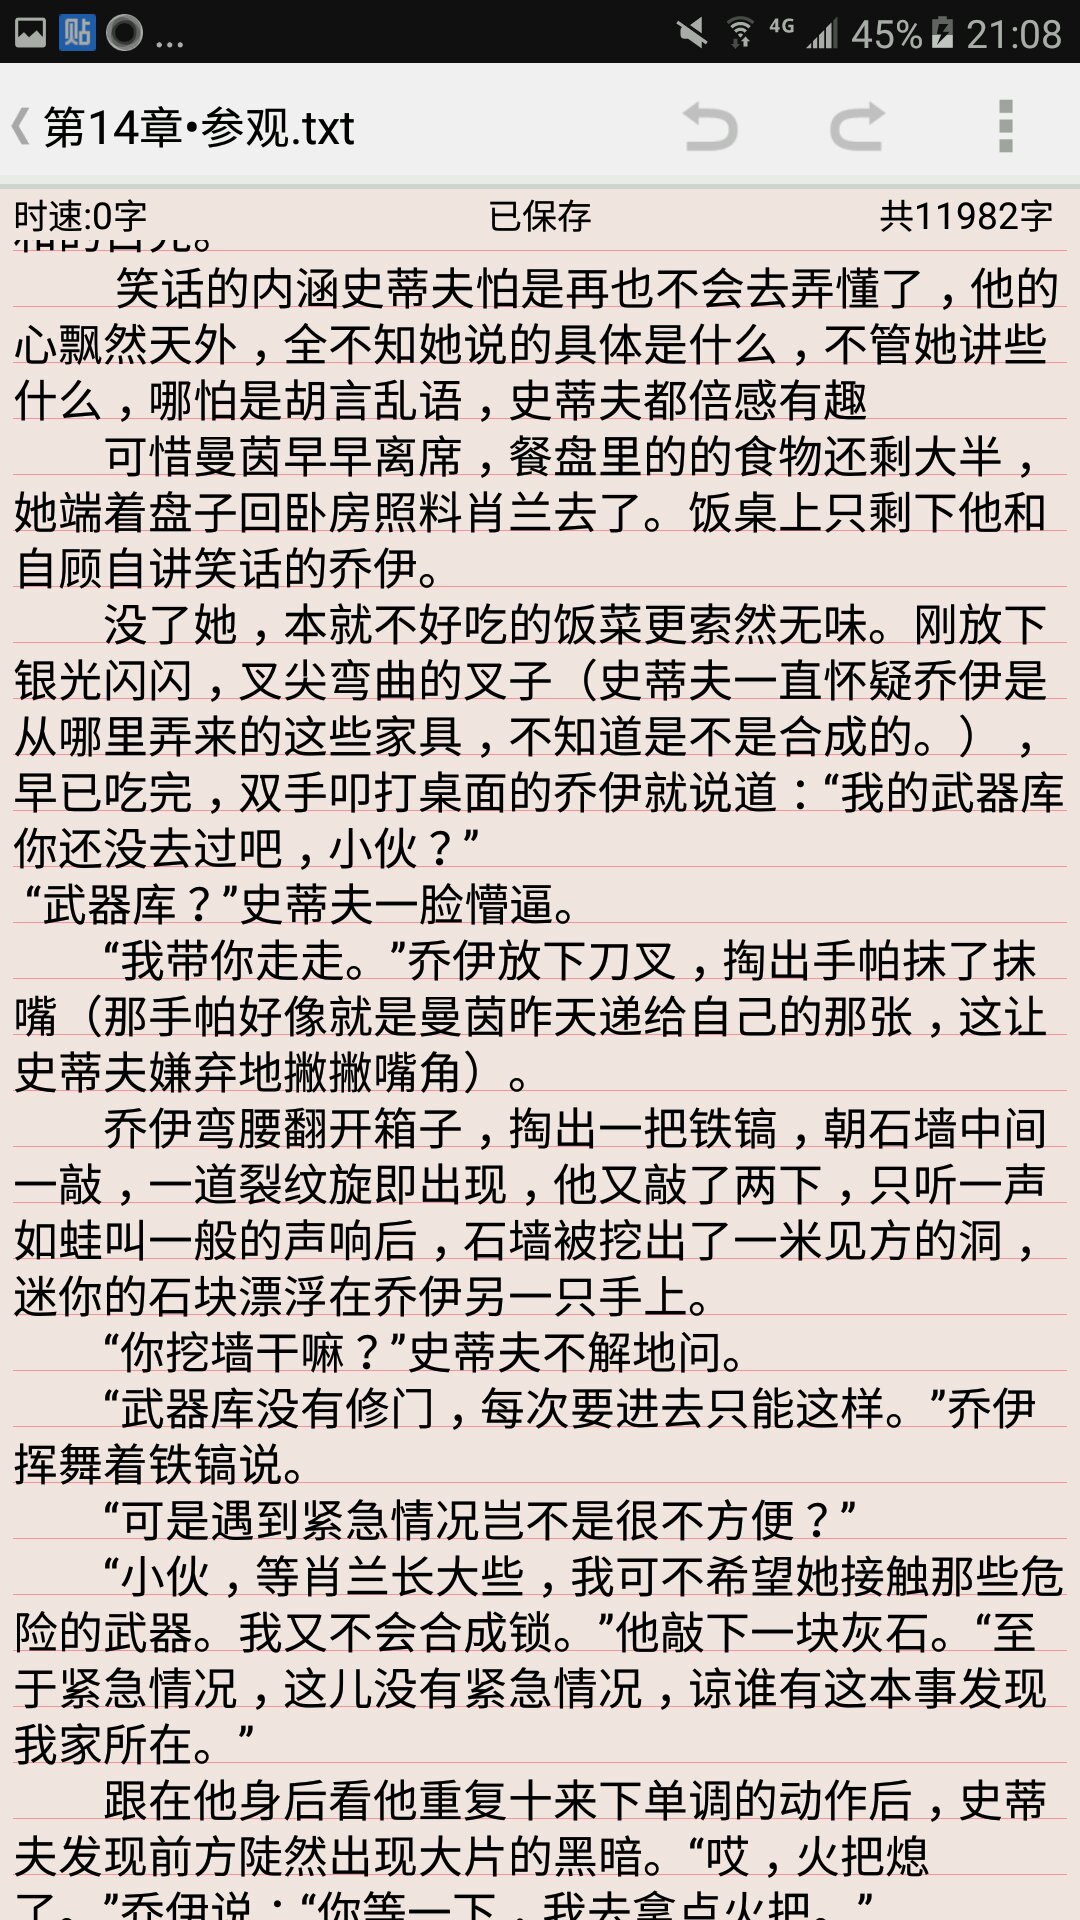 贴 ... 4G 45% 21:08
第14章•参观.txt
时速:0字 已保存 共11982字
笑话的内涵史蒂夫怕是再也不会去弄懂了，他的
心飘然天外，全不知她说的具体是什么，不管她讲些
什么，哪怕是胡言乱语，史蒂夫都倍感有趣
可惜曼茵早早离席，餐盘里的的食物还剩大半，
她端着盘子回卧房照料肖兰去了。饭桌上只剩下他和
自顾自讲笑话的乔伊。
没了她，本就不好吃的饭菜更索然无味。刚放下
银光闪闪，叉尖弯曲的叉子（史蒂夫一直怀疑乔伊是
从哪里弄来的这些家具，不知道是不是合成的。），
早已吃完，双手叩打桌面的乔伊就说道：“我的武器库
你还没去过吧，小伙？”
“武器库？”史蒂夫一脸懵逼。
“我带你走走。”乔伊放下刀叉，掏出手帕抹了抹
嘴（那手帕好像就是曼茵昨天递给自己的那张，这让
史蒂夫嫌弃地撇撇嘴角）。
乔伊弯腰翻开箱子，掏出一把铁镐，朝石墙中间
一敲，一道裂纹旋即出现，他又敲了两下，只听一声
如蛙叫一般的声响后，石墙被挖出了一米见方的洞，
迷你的石块漂浮在乔伊另一只手上。
“你挖墙干嘛？”史蒂夫不解地问。
“武器库没有修门，每次要进去只能这样。”乔伊
挥舞着铁镐说。
“可是遇到紧急情况岂不是很不方便？”
“小伙，等肖兰长大些，我可不希望她接触那些危
险的武器。我又不会合成锁。”他敲下一块灰石。“至
于紧急情况，这儿没有紧急情况，谅谁有这本事发现
我家所在。”
跟在他身后看他重复十来下单调的动作后，史蒂
夫发现前方陡然出现大片的黑暗。“哎，火把熄
了。”乔伊说：“你等一下，我去拿点火把。”